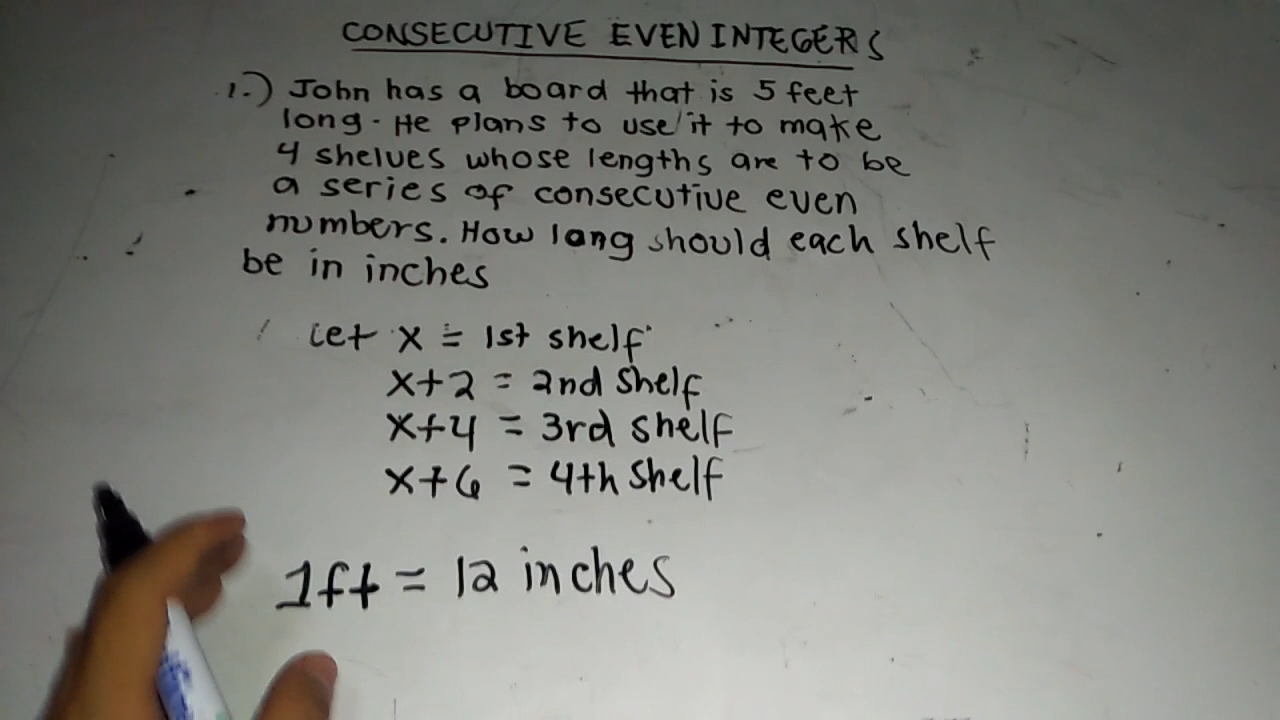 CONSECUTIVE EVEN INTEGERS
1.) John has a board that is 5 feet
long. He plans to use it to make
4 shelves whose lengths are to be
a series of consecutive even
numbers. How long should each shelf
be in inches
Let x = 1st shelf
x+2 = 2nd shelf
x+4 = 3rd shelf
x+6 = 4th shelf
1ft = 12 inches